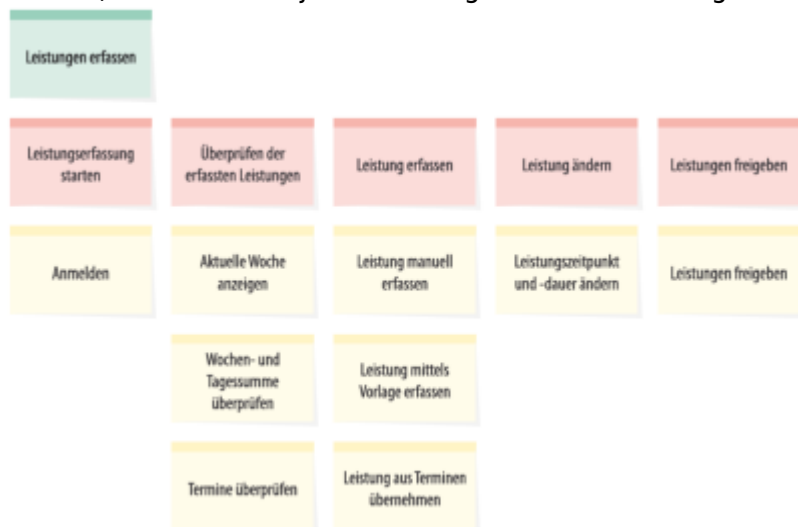 Leistungen erfassen
Leistungserfassung
starten
Überprüfen der
erfassten Leistungen
Leistung erfassen
Leistung ändern
Leistungen freigeben
Anmelden
Aktuelle Woche
anzeigen
Leistung manuell
erfassen
Leistungszeitpunkt
und -dauer ändern
Leistungen freigeben
Wochen- und
Tagessumme
überprüfen
Leistung mittels
Vorlage erfassen
Termine überprüfen
Leistung aus Terminen
übernehmen